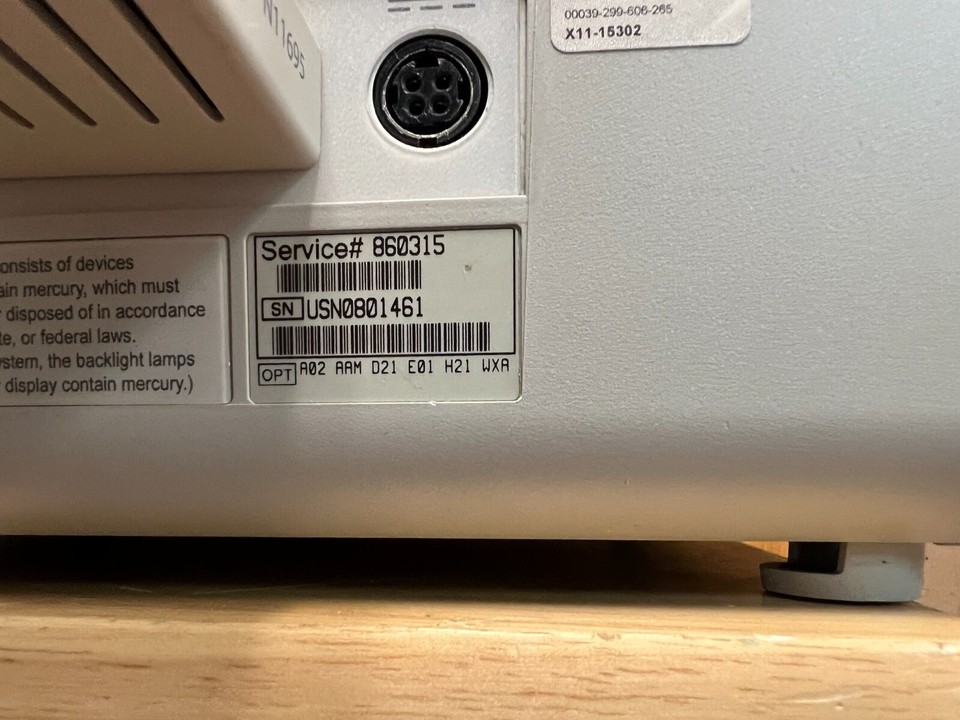 00039-299-606-265
X11-15302
N11695
Service# 860315
SN USN0801461
OPT A02 AAM D21 E01 H21 WXA
onsists of devices
ain mercury, which must
disposed of in accordance
te, or federal laws.
ystem, the backlight lamps
display contain mercury.)